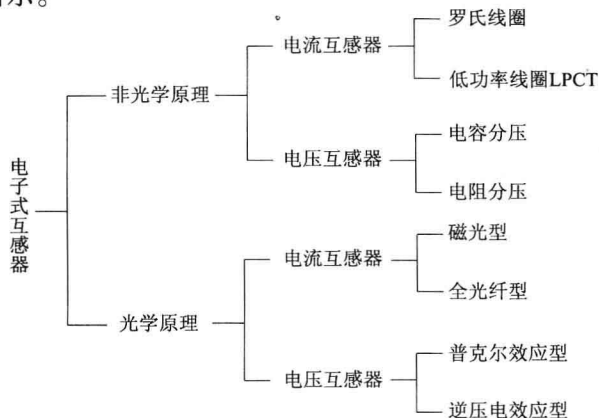 示。
罗氏线圈
电流互感器
低功率线圈LPCT
非光学原理
电容分压
电压互感器
电阻分压
电子式互感器
磁光型
电流互感器
全光纤型
光学原理
普克尔效应型
电压互感器
逆压电效应型